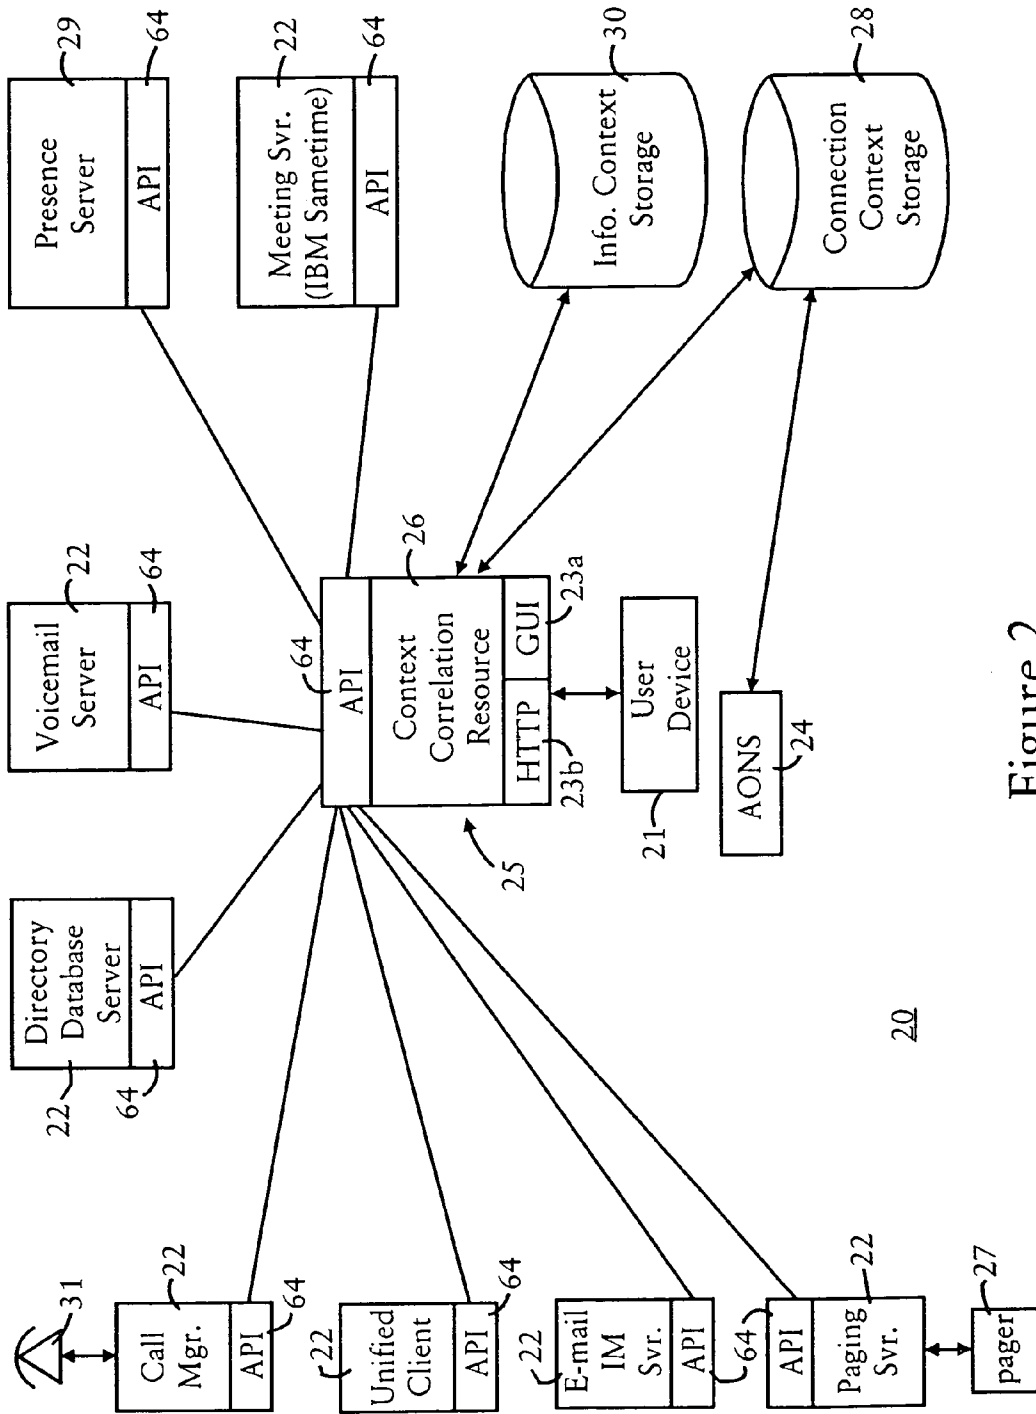 31
Call
Mgr.
22
API
64
22
Unified
Client
API
64
22
E-mail
IM
Svr.
API
64
API
Paging
Svr.
22
pager
27
Directory
Database
Server
22
API
64
Voicemail
Server
22
API
64
Presence
Server
29
API
64
Meeting Svr.
(IBM Sametime)
22
API
64
64
API
Context
Correlation
Resource
26
HTTP
GUI
23b
23a
25
User
Device
21
AONS
24
Info. Context
Storage
30
Connection
Context
Storage
28
20
Figure 2